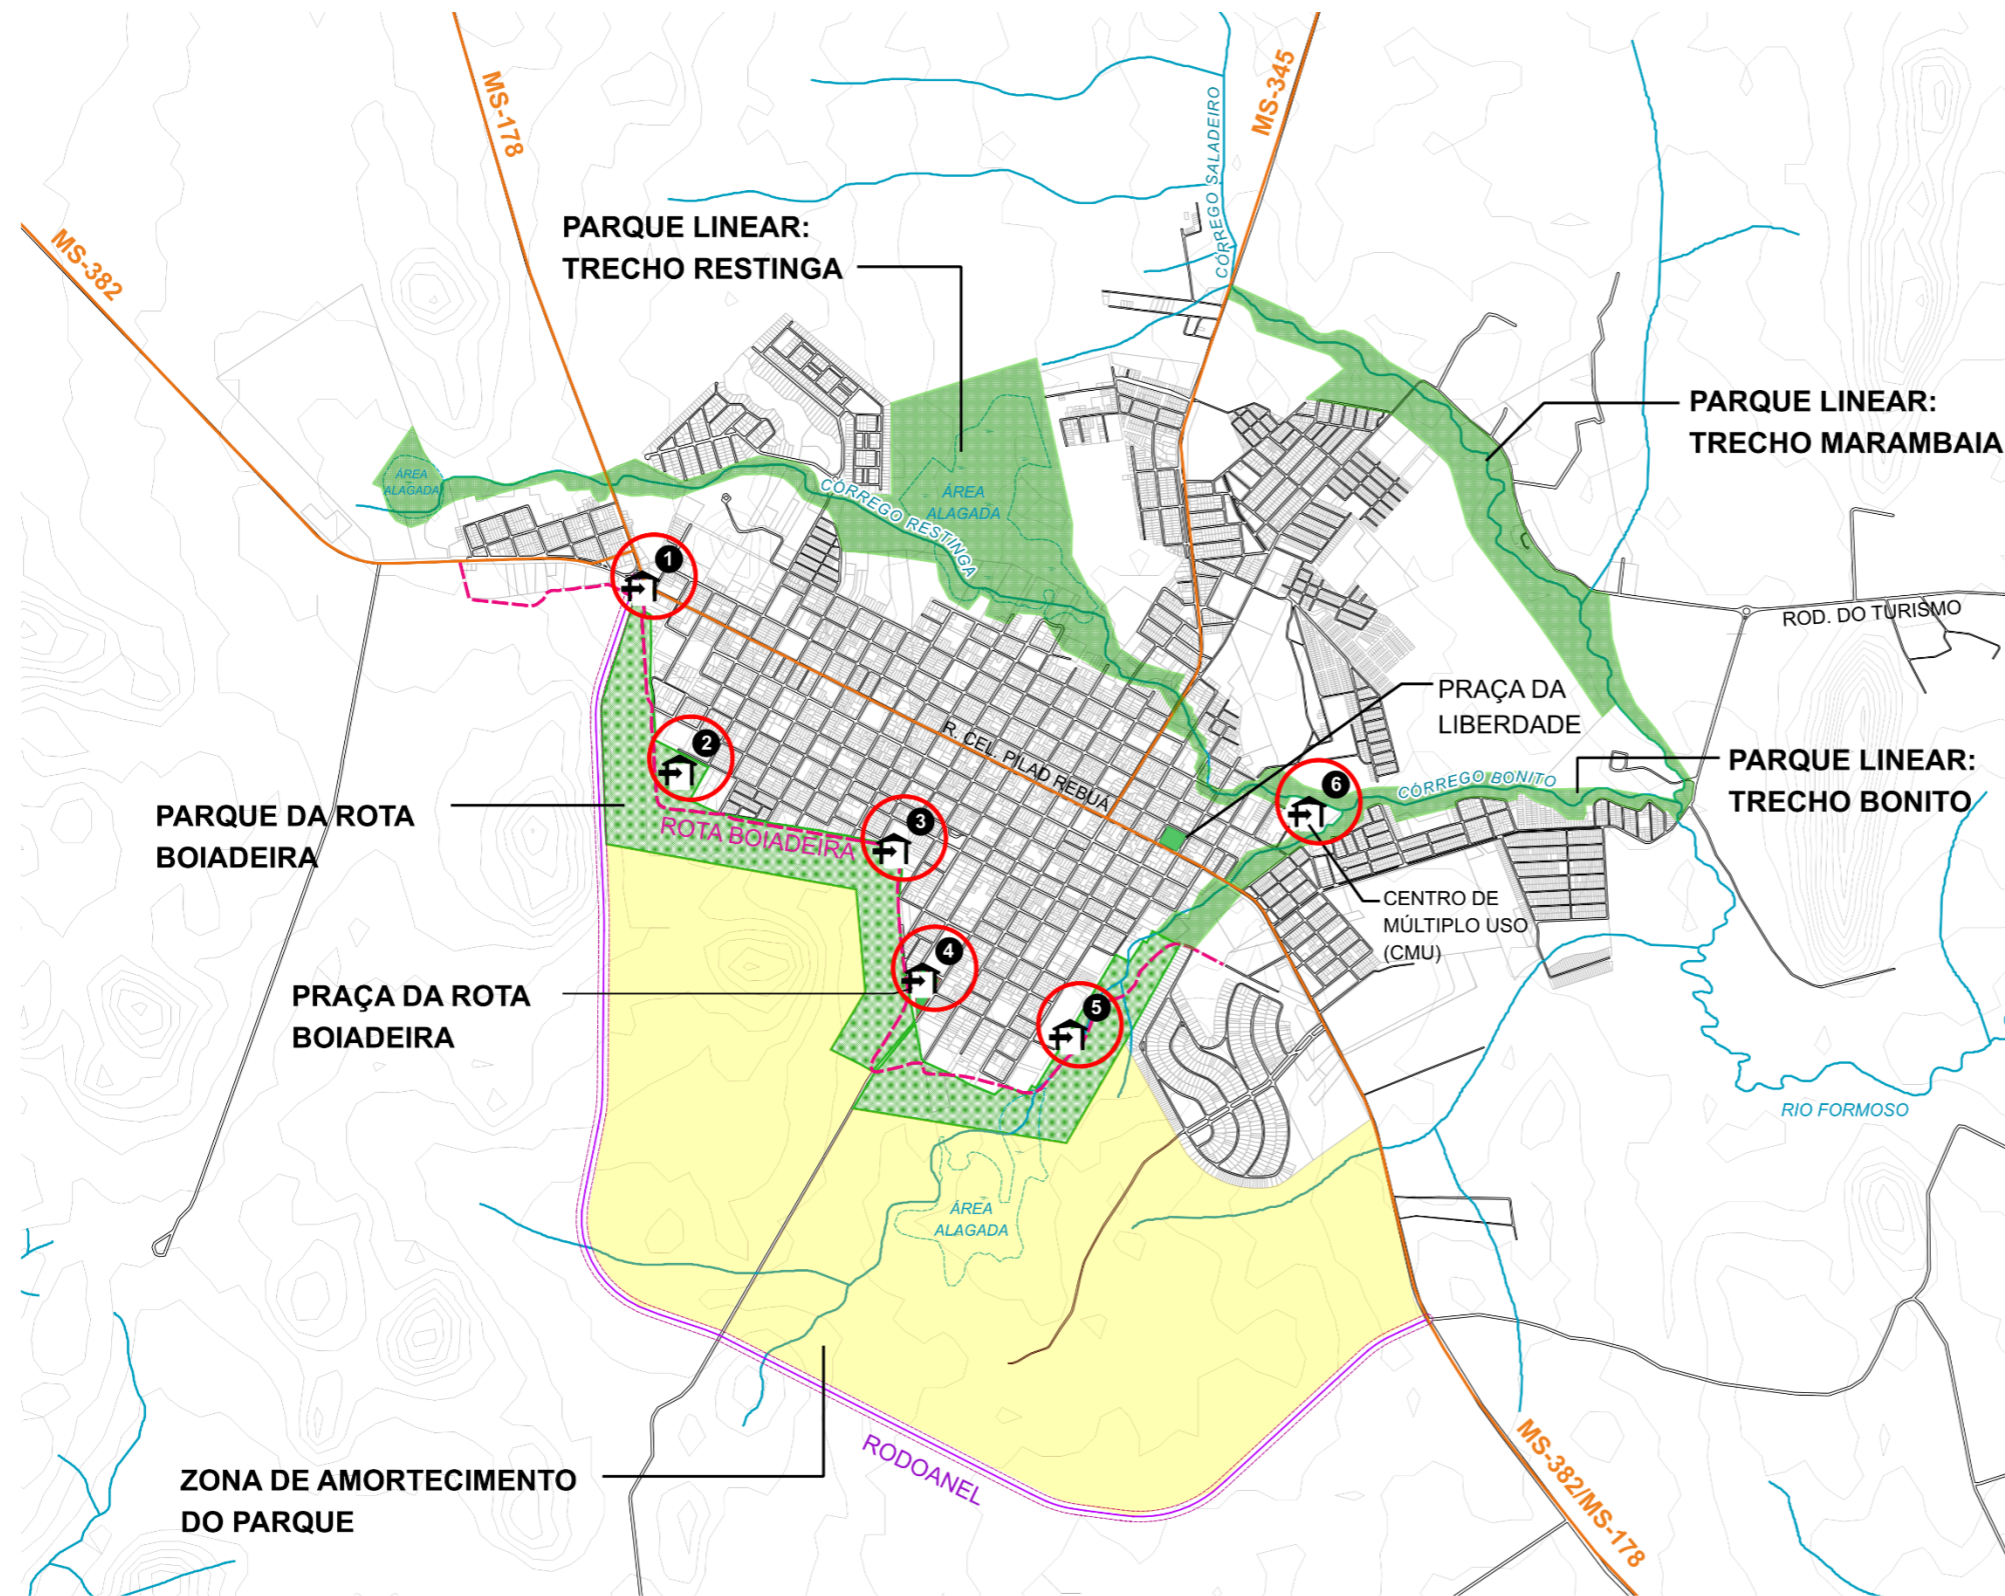 MS-178
MS-345
MS-382
CÓRREGO SALADEIRO
PARQUE LINEAR:
TRECHO RESTINGA
PARQUE LINEAR:
TRECHO MARAMBAIA
ÁREA
ALAGADA
CÓRREGO RESTINGA
ÁREA
ALAGADA
1
ROD. DO TURISMO
PRAÇA DA
LIBERDADE
R. CEL. PILAD REBUÁ
2
PARQUE LINEAR:
TRECHO BONITO
CÓRREGO BONITO
6
PARQUE DA ROTA
BOIADEIRA
ROTA BOIADEIRA
3
CENTRO DE
MÚLTIPLO USO
(CMU)
4
PRAÇA DA ROTA
BOIADEIRA
5
RIO FORMOSO
ÁREA
ALAGADA
ZONA DE AMORTECIMENTO
DO PARQUE
RODOANEL
MS-382/MS-178